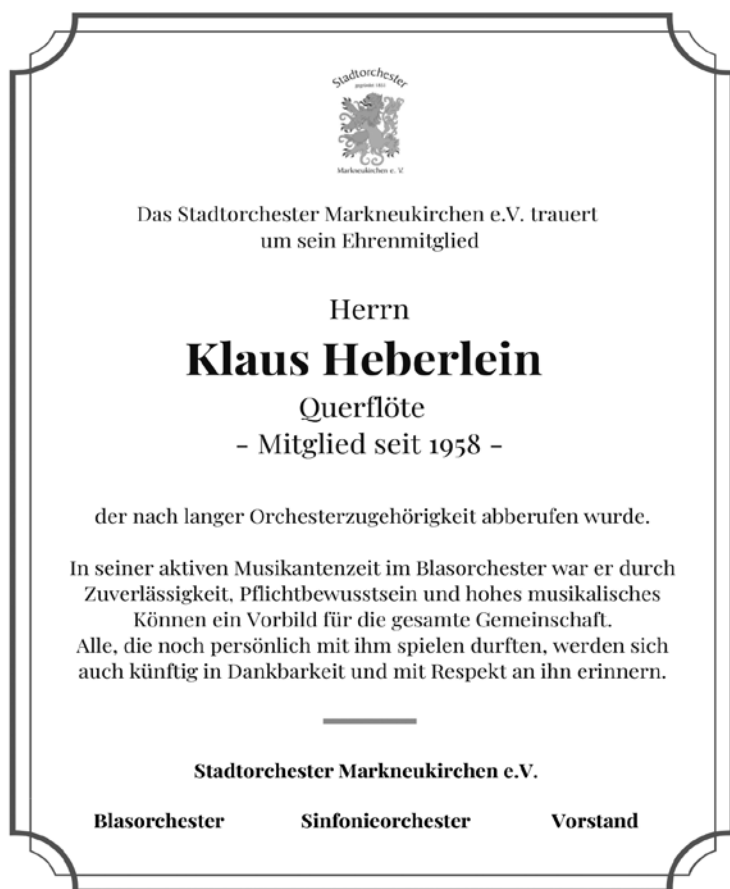 Stadtorchester
Markneukirchen e. V.
Das Stadtorchester Markneukirchen e.V. trauert
um sein Ehrenmitglied
Herrn
Klaus Heberlein
Querflöte
- Mitglied seit 1958 -
der nach langer Orchesterzugehörigkeit abberufen wurde.
In seiner aktiven Musikantenzeit im Blasorchester war er durch
Zuverlässigkeit, Pflichtbewusstsein und hohes musikalisches
Können ein Vorbild für die gesamte Gemeinschaft.
Alle, die noch persönlich mit ihm spielen durften, werden sich
auch künftig in Dankbarkeit und mit Respekt an ihn erinnern.
Stadtorchester Markneukirchen e.V.
Blasorchester Sinfonieorchester Vorstand